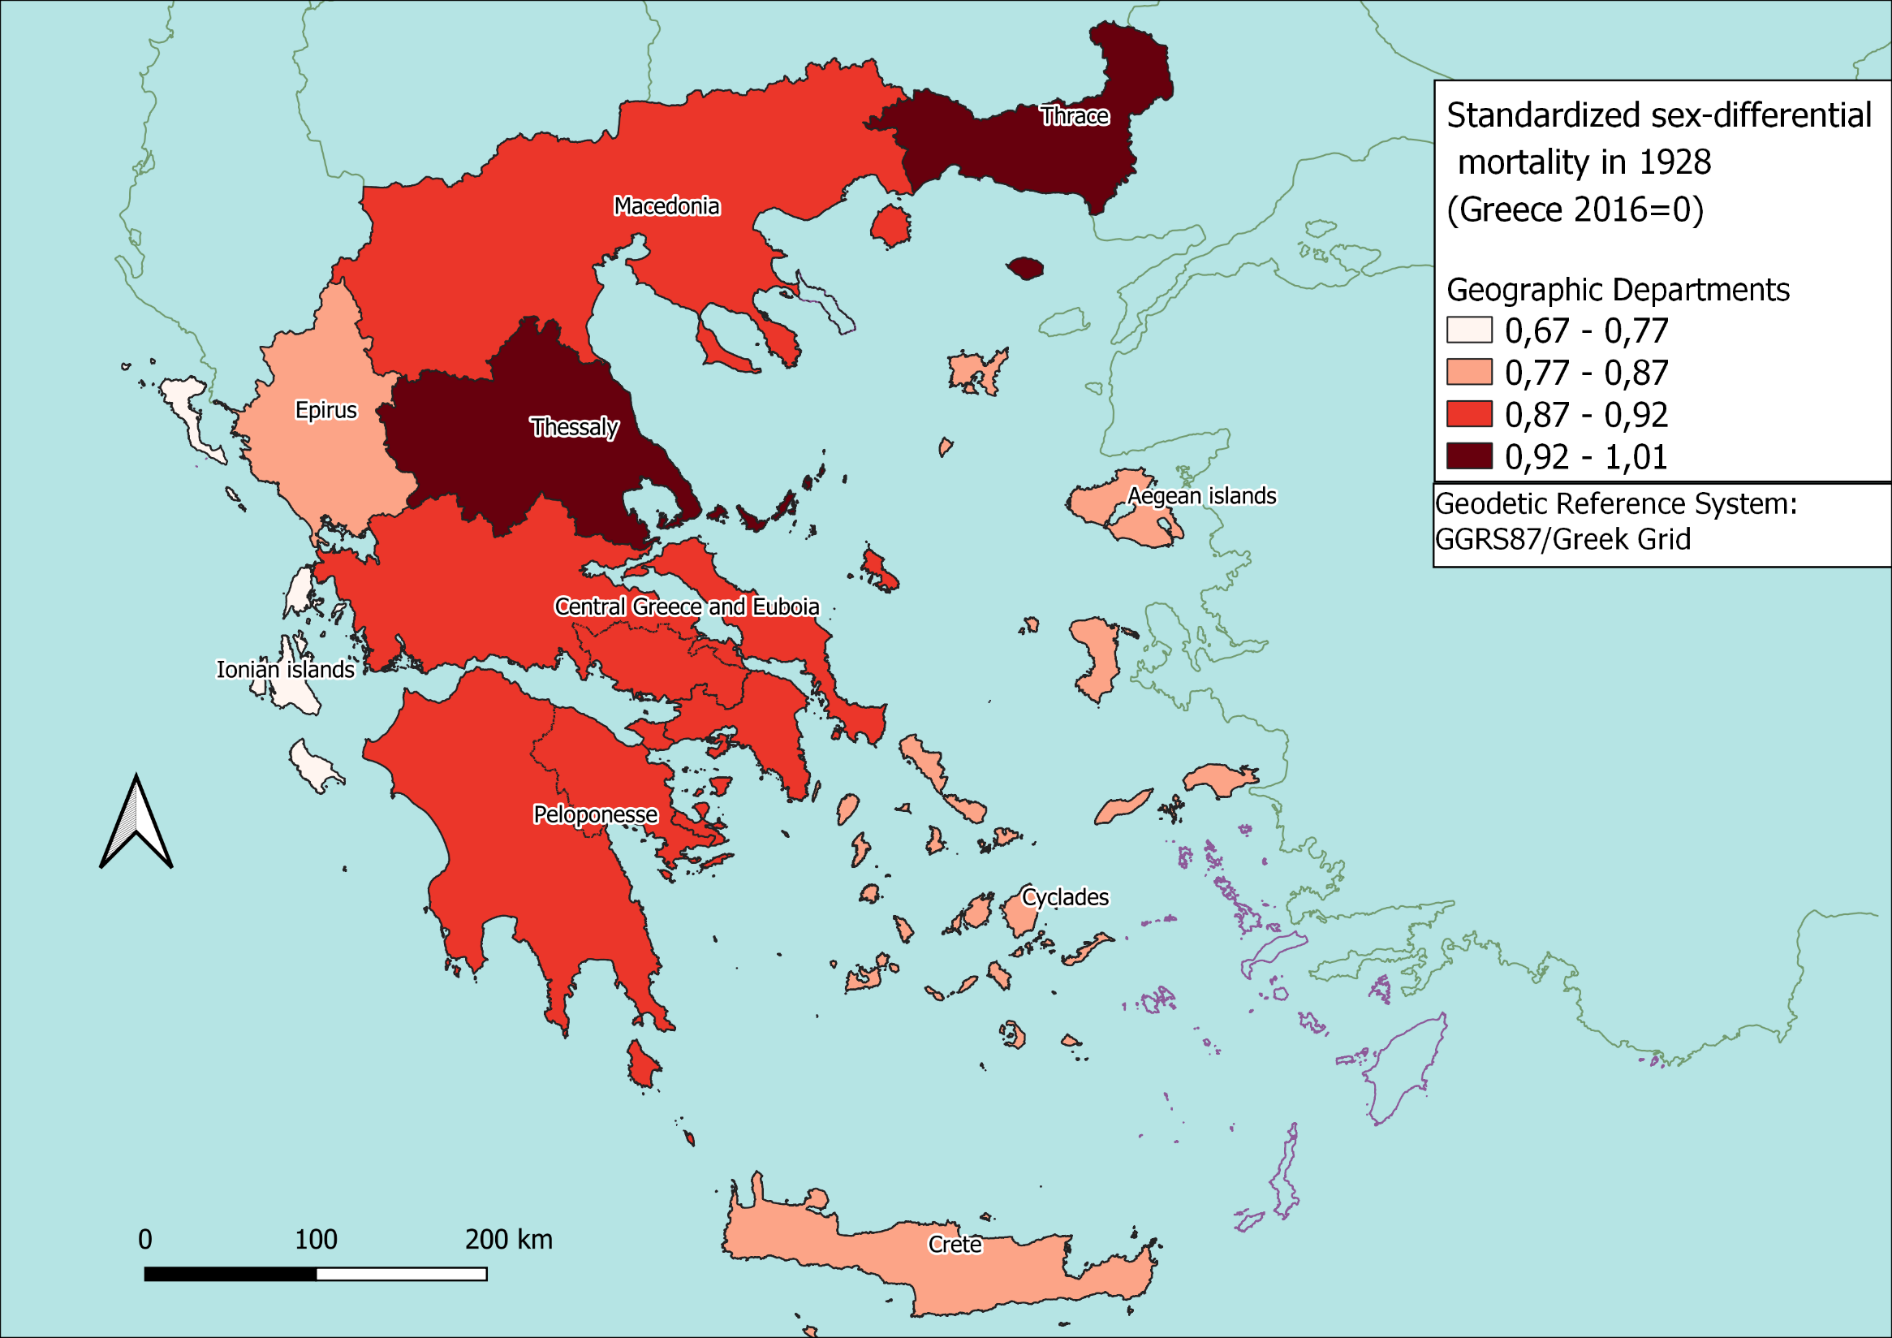 Thrace
Standardized sex-differential
mortality in 1928
(Greece 2016=0)
Macedonia
Geographic Departments
0,67 - 0,77
0,77 - 0,87
0,87 - 0,92
0,92 - 1,01
Epirus
Thessaly
Aegean islands
Geodetic Reference System:
GGRS87/Greek Grid
Central Greece and Euboia
Ionian islands
Peloponesse
Cyclades
Crete
0 100 200 km